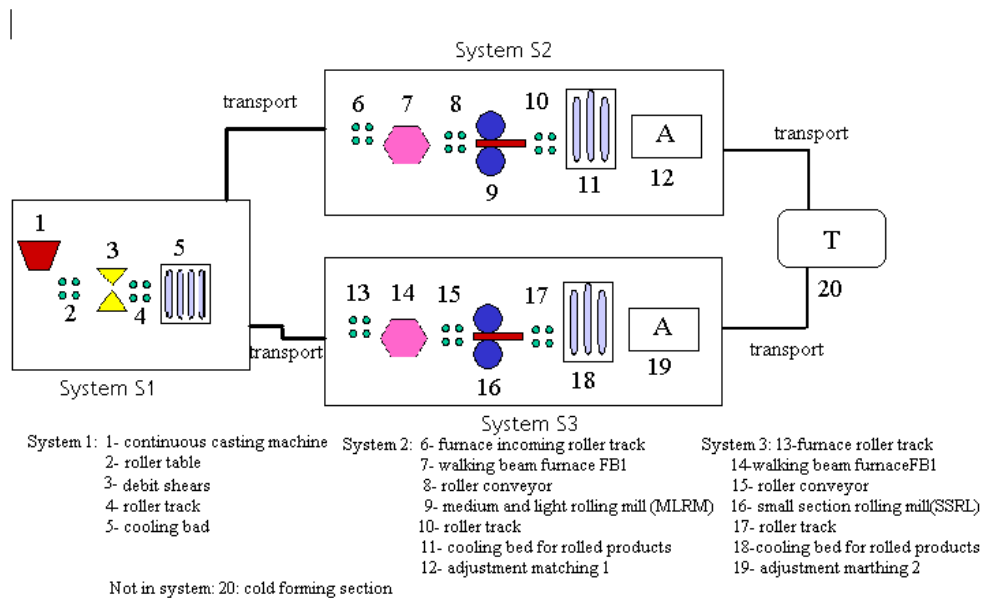 System S2
transport
6
7
8
10
A
9
11
12
transport
1
3
5
2
4
T
20
13
14
15
17
A
16
18
19
transport
transport
System S1
System S3
System 1: 1- continuous casting machine
2- roller table
3- debit shears
4- roller track
5- cooling bad
System 2: 6- furnace incoming roller track
7- walking beam furnace FB1
8- roller conveyor
9- medium and light rolling mill (MLRM)
10- roller track
11- cooling bed for rolled products
12- adjustment matching 1
System 3: 13-furnace roller track
14-walking beam furnaceFB1
15- roller conveyor
16- small section rolling mill(SSRL)
17- roller track
18-cooling bed for rolled products
19- adjustment marthing 2
Not in system: 20: cold forming section